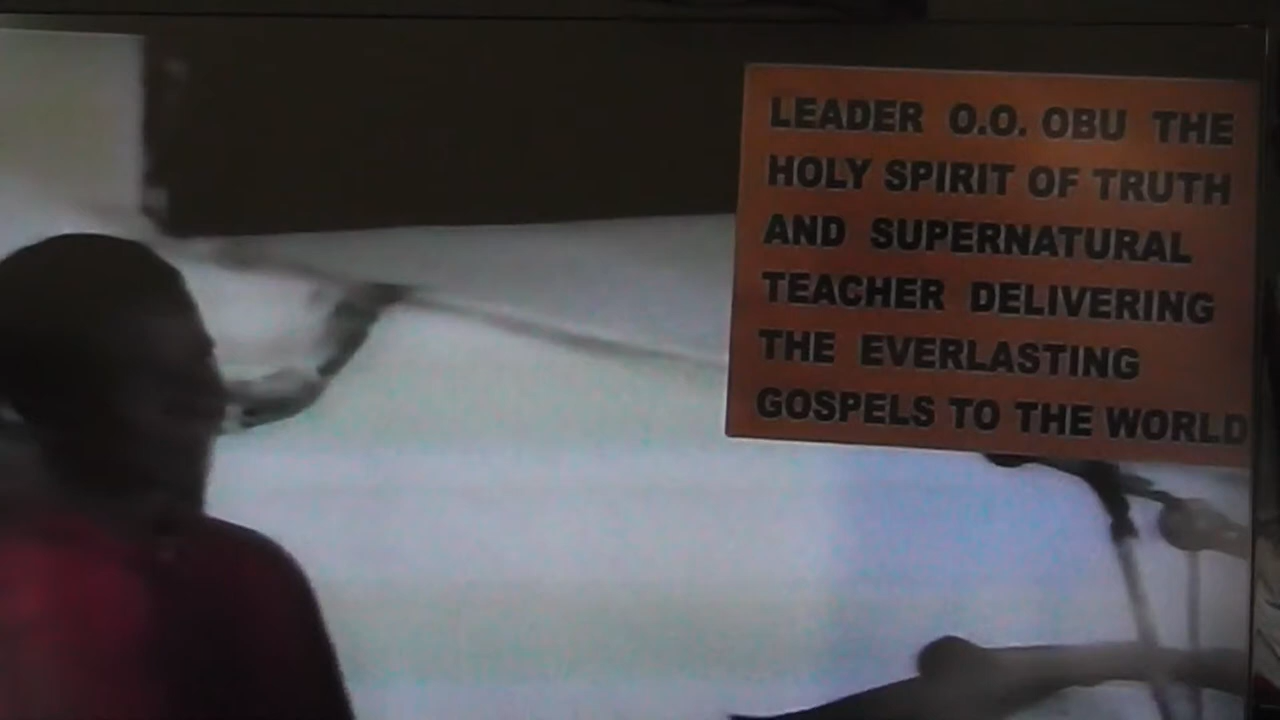 LEADER O.O. OBU THE
HOLY SPIRIT OF TRUTH
AND SUPERNATURAL
TEACHER DELIVERING
THE EVERLASTING
GOSPELS TO THE WORLD